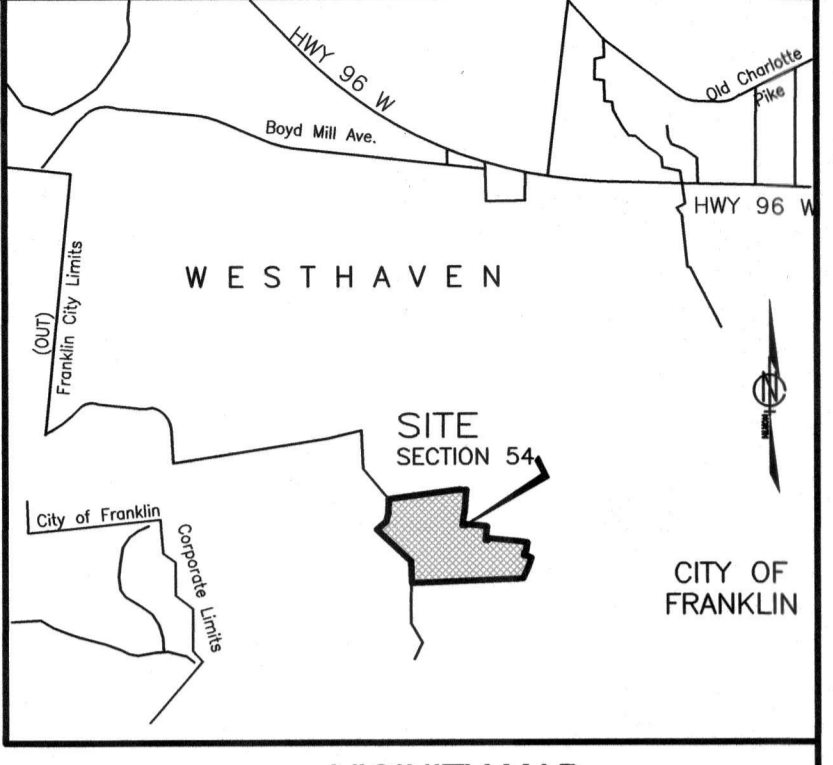 HWY 96 W
Old Charlotte
Pike
Boyd Mill Ave.
HWY 96 W
WESTHAVEN
(OUT)
Franklin City Limits
N
SITE
SECTION 54
City of Franklin
Corporate Limits
CITY OF
FRANKLIN